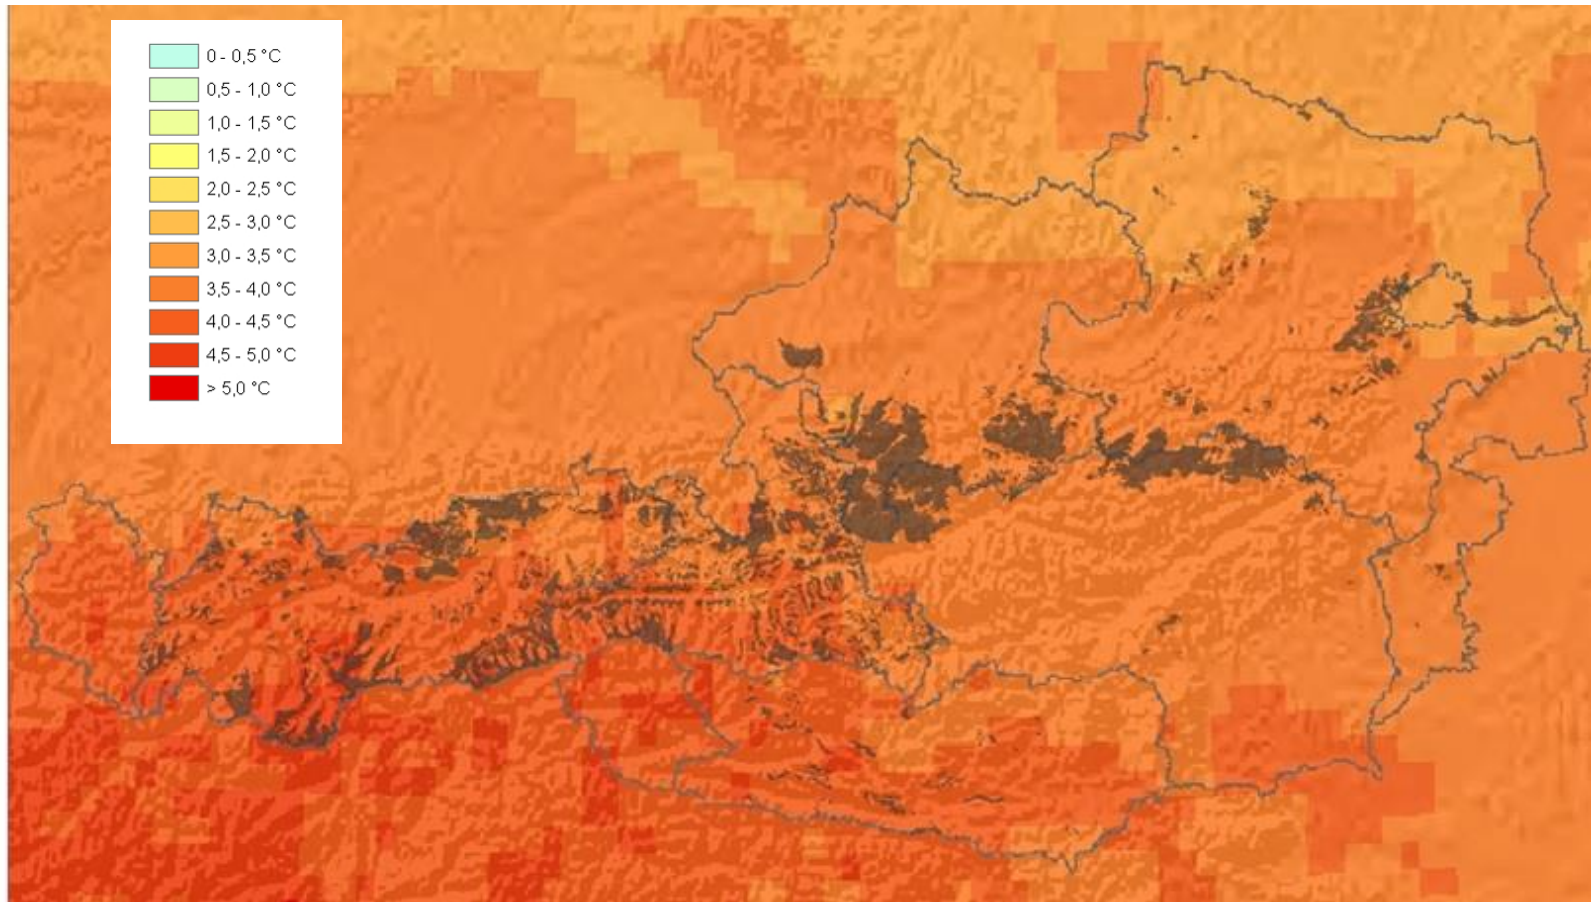 0 - 0,5 °C
0,5 - 1,0 °C
1,0 - 1,5 °C
1,5 - 2,0 °C
2,0 - 2,5 °C
2,5 - 3,0 °C
3,0 - 3,5 °C
3,5 - 4,0 °C
4,0 - 4,5 °C
4,5 - 5,0 °C
> 5,0 °C